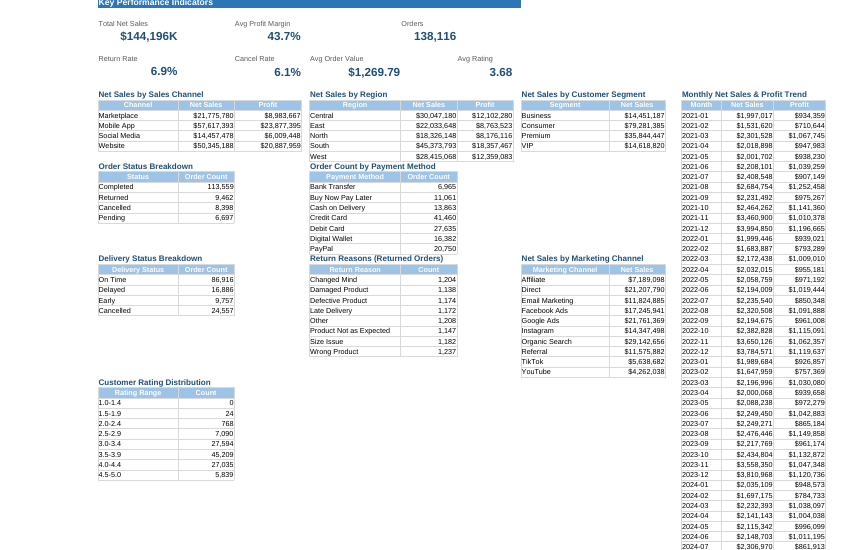 Key Performance Indicators
Total Net Sales Avg Profit Margin Orders
$144,196K 43.7% 138,116
Return Rate Cancel Rate Avg Order Value Avg Rating
6.9% 6.1% $1,269.79 3.68
Net Sales by Sales Channel
Channel Net Sales Profit
Marketplace $21,775,780 $8,983,667
Mobile App $57,617,393 $23,877,395
Social Media $14,457,478 $6,009,448
Website $50,345,188 $20,887,959
Net Sales by Region
Region Net Sales Profit
Central $30,047,180 $12,102,280
East $22,033,648 $8,763,523
North $18,326,148 $8,176,116
South $45,373,793 $18,357,467
West $28,415,068 $12,359,083
Net Sales by Customer Segment
Segment Net Sales
Business $14,451,187
Consumer $79,281,385
Premium $35,844,447
VIP $14,618,820
Order Status Breakdown
Status Order Count
Completed 113,559
Returned 9,462
Cancelled 8,398
Pending 6,697
Order Count by Payment Method
Payment Method Order Count
Bank Transfer 6,965
Buy Now Pay Later 11,061
Cash on Delivery 13,863
Credit Card 41,460
Debit Card 27,635
Digital Wallet 16,382
PayPal 20,750
Delivery Status Breakdown
Delivery Status Order Count
On Time 86,916
Delayed 16,886
Early 9,757
Cancelled 24,557
Return Reasons (Returned Orders)
Return Reason Count
Changed Mind 1,204
Damaged Product 1,138
Defective Product 1,174
Late Delivery 1,172
Other 1,208
Product Not as Expected 1,147
Size Issue 1,182
Wrong Product 1,237
Net Sales by Marketing Channel
Marketing Channel Net Sales
Affiliate $7,189,098
Direct $21,207,790
Email Marketing $11,824,885
Facebook Ads $17,245,941
Google Ads $21,761,369
Instagram $14,347,498
Organic Search $29,142,656
Referral $11,575,882
TikTok $5,638,682
YouTube $4,262,038
Customer Rating Distribution
Rating Range Count
1.0-1.4 0
1.5-1.9 24
2.0-2.4 768
2.5-2.9 7,090
3.0-3.4 27,594
3.5-3.9 45,209
4.0-4.4 27,035
4.5-5.0 5,839
Monthly Net Sales & Profit Trend
Month Net Sales Profit
2021-01 $1,997,017 $934,359
2021-02 $1,531,620 $710,644
2021-03 $2,301,528 $1,067,745
2021-04 $2,018,898 $947,983
2021-05 $2,001,702 $938,230
2021-06 $2,208,101 $1,039,259
2021-07 $2,408,548 $907,149
2021-08 $2,684,754 $1,252,458
2021-09 $2,231,492 $975,267
2021-10 $2,464,262 $1,141,360
2021-11 $3,460,900 $1,010,378
2021-12 $3,994,850 $1,196,665
2022-01 $1,999,446 $939,021
2022-02 $1,683,887 $793,289
2022-03 $2,172,438 $1,009,010
2022-04 $2,032,015 $955,181
2022-05 $2,058,759 $971,192
2022-06 $2,194,009 $1,019,444
2022-07 $2,235,540 $850,348
2022-08 $2,320,508 $1,091,888
2022-09 $2,194,675 $961,008
2022-10 $2,382,828 $1,115,091
2022-11 $3,650,126 $1,062,357
2022-12 $3,784,571 $1,119,637
2023-01 $1,989,684 $926,857
2023-02 $1,647,959 $757,369
2023-03 $2,196,996 $1,030,080
2023-04 $2,000,068 $939,658
2023-05 $2,088,238 $972,279
2023-06 $2,249,450 $1,042,883
2023-07 $2,249,271 $865,184
2023-08 $2,476,446 $1,149,858
2023-09 $2,217,769 $961,174
2023-10 $2,434,804 $1,132,872
2023-11 $3,558,350 $1,047,348
2023-12 $3,810,968 $1,120,736
2024-01 $2,035,109 $948,573
2024-02 $1,697,175 $784,733
2024-03 $2,232,393 $1,038,097
2024-04 $2,141,143 $1,004,038
2024-05 $2,115,342 $996,099
2024-06 $2,148,703 $1,011,195
2024-07 $2,306,970 $861,913